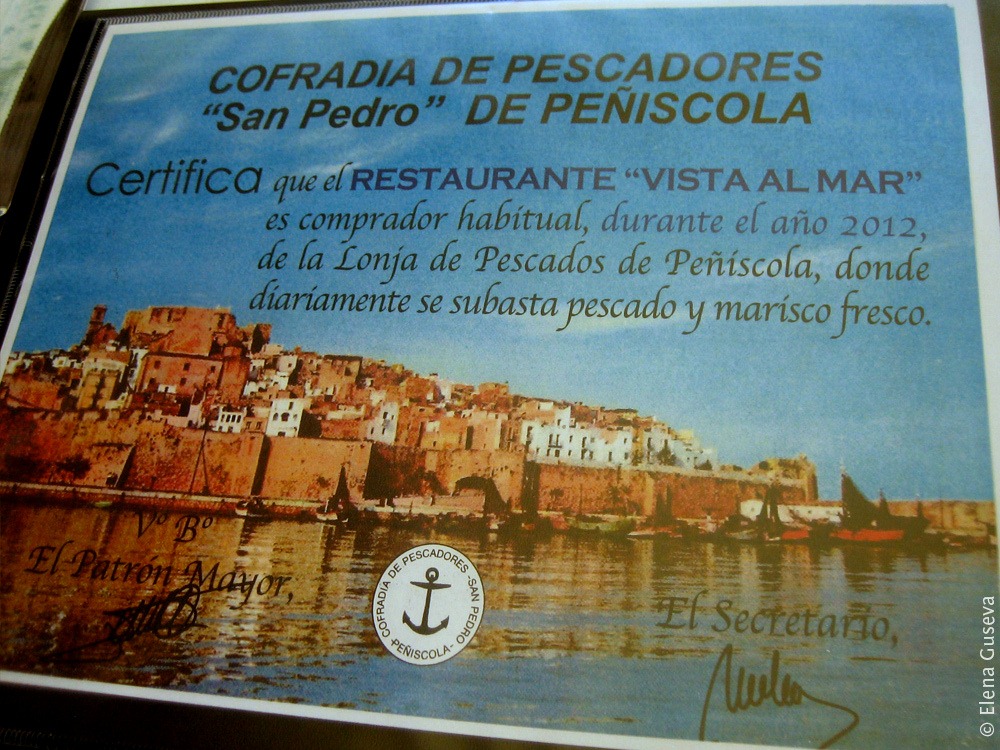 COFRADIA DE PESCADORES
“San Pedro” DE PEÑISCOLA
Certifica que el RESTAURANTE “VISTA AL MAR”
es comprador habitual, durante el año 2012,
de la Lonja de Pescados de Peñíscola, donde
diariamente se subasta pescado y marisco fresco.
Vº Bº
El Patrón Mayor,
COFRADIA DE PESCADORES -SAN PEDRO-
-PEÑISCOLA-
El Secretario,
© Elena Guseva